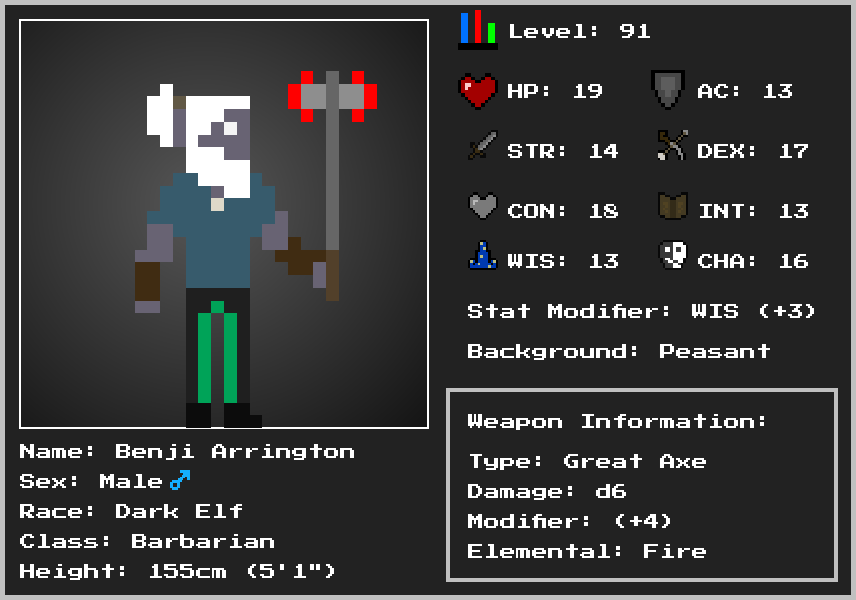 Level: 91
HP: 19 AC: 13
STR: 14 DEX: 17
CON: 18 INT: 13
WIS: 13 CHA: 16
Stat Modifier: WIS (+3)
Background: Peasant
Weapon Information:
Type: Great Axe
Damage: d6
Modifier: (+4)
Elemental: Fire
Name: Benji Arrington
Sex: Male♂
Race: Dark Elf
Class: Barbarian
Height: 155cm (5'1")